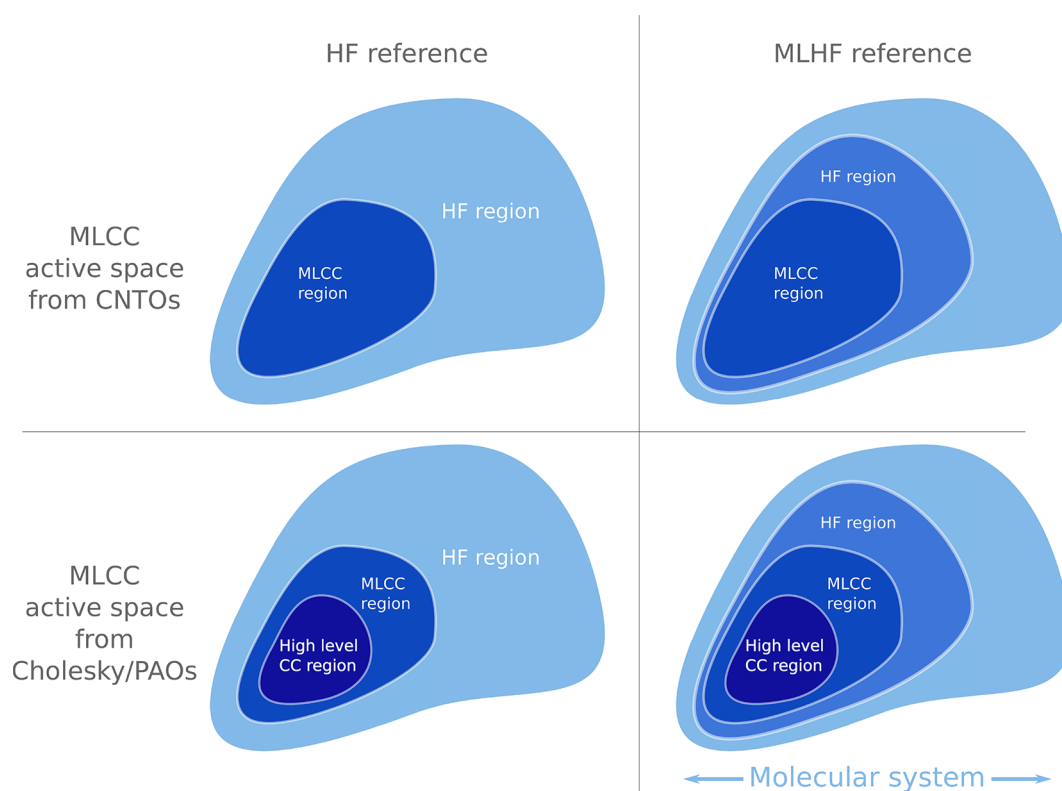 HF reference
MLHF reference
MLCC
active space
from CNTOs
HF region
MLCC
region
HF region
MLCC
region
MLCC
active space
from
Cholesky/PAOs
HF region
MLCC
region
High level
CC region
HF region
MLCC
region
High level
CC region
Molecular system